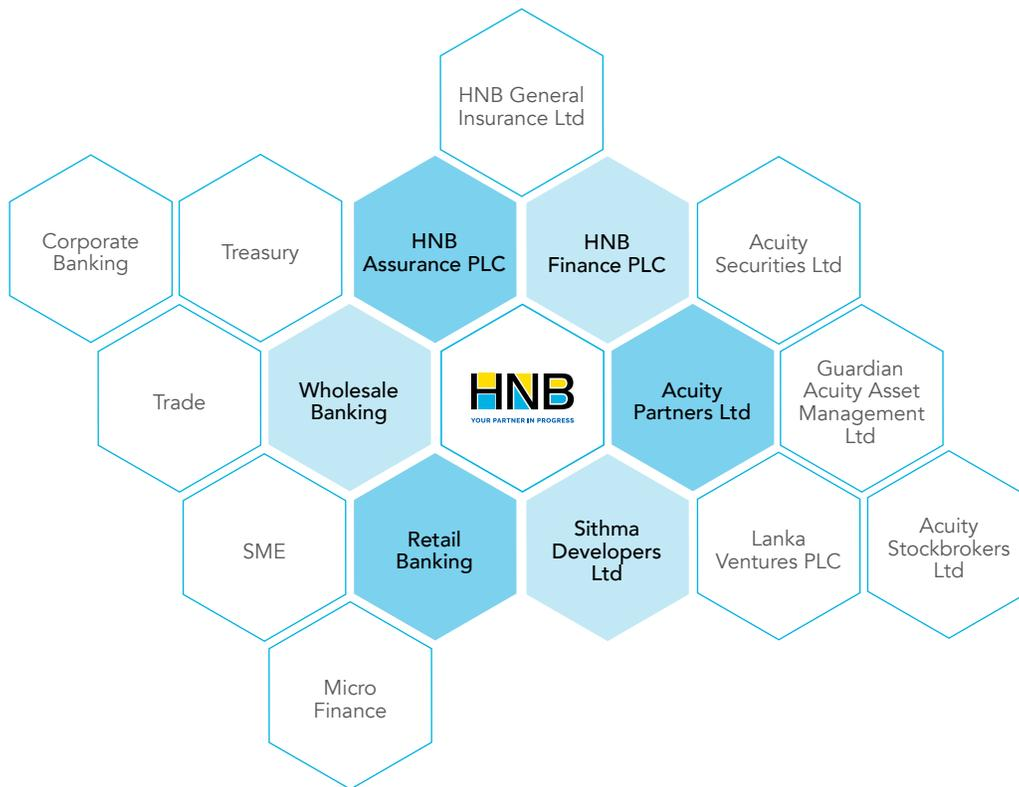 HNB General
Insurance Ltd
Corporate
Banking
Treasury
HNB
Assurance PLC
HNB
Finance PLC
Acuity
Securities Ltd
Trade
Wholesale
Banking
HNB
YOUR PARTNER IN PROGRESS
Acuity
Partners Ltd
Guardian
Acuity Asset
Management
Ltd
SME
Retail
Banking
Sithma
Developers
Ltd
Lanka
Ventures PLC
Acuity
Stockbrokers
Ltd
Micro
Finance